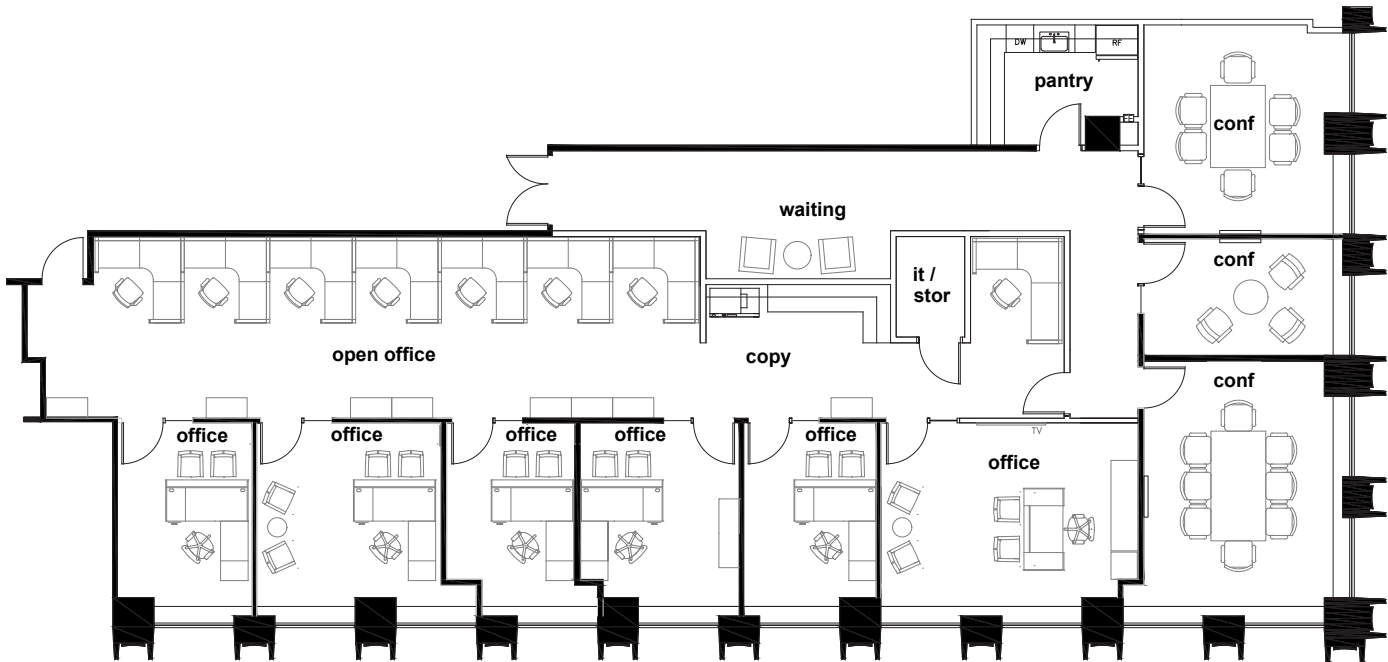 DW
RF
pantry
conf
waiting
conf
it /
stor
open office
copy
conf
office
office
office
office
office
TV
office